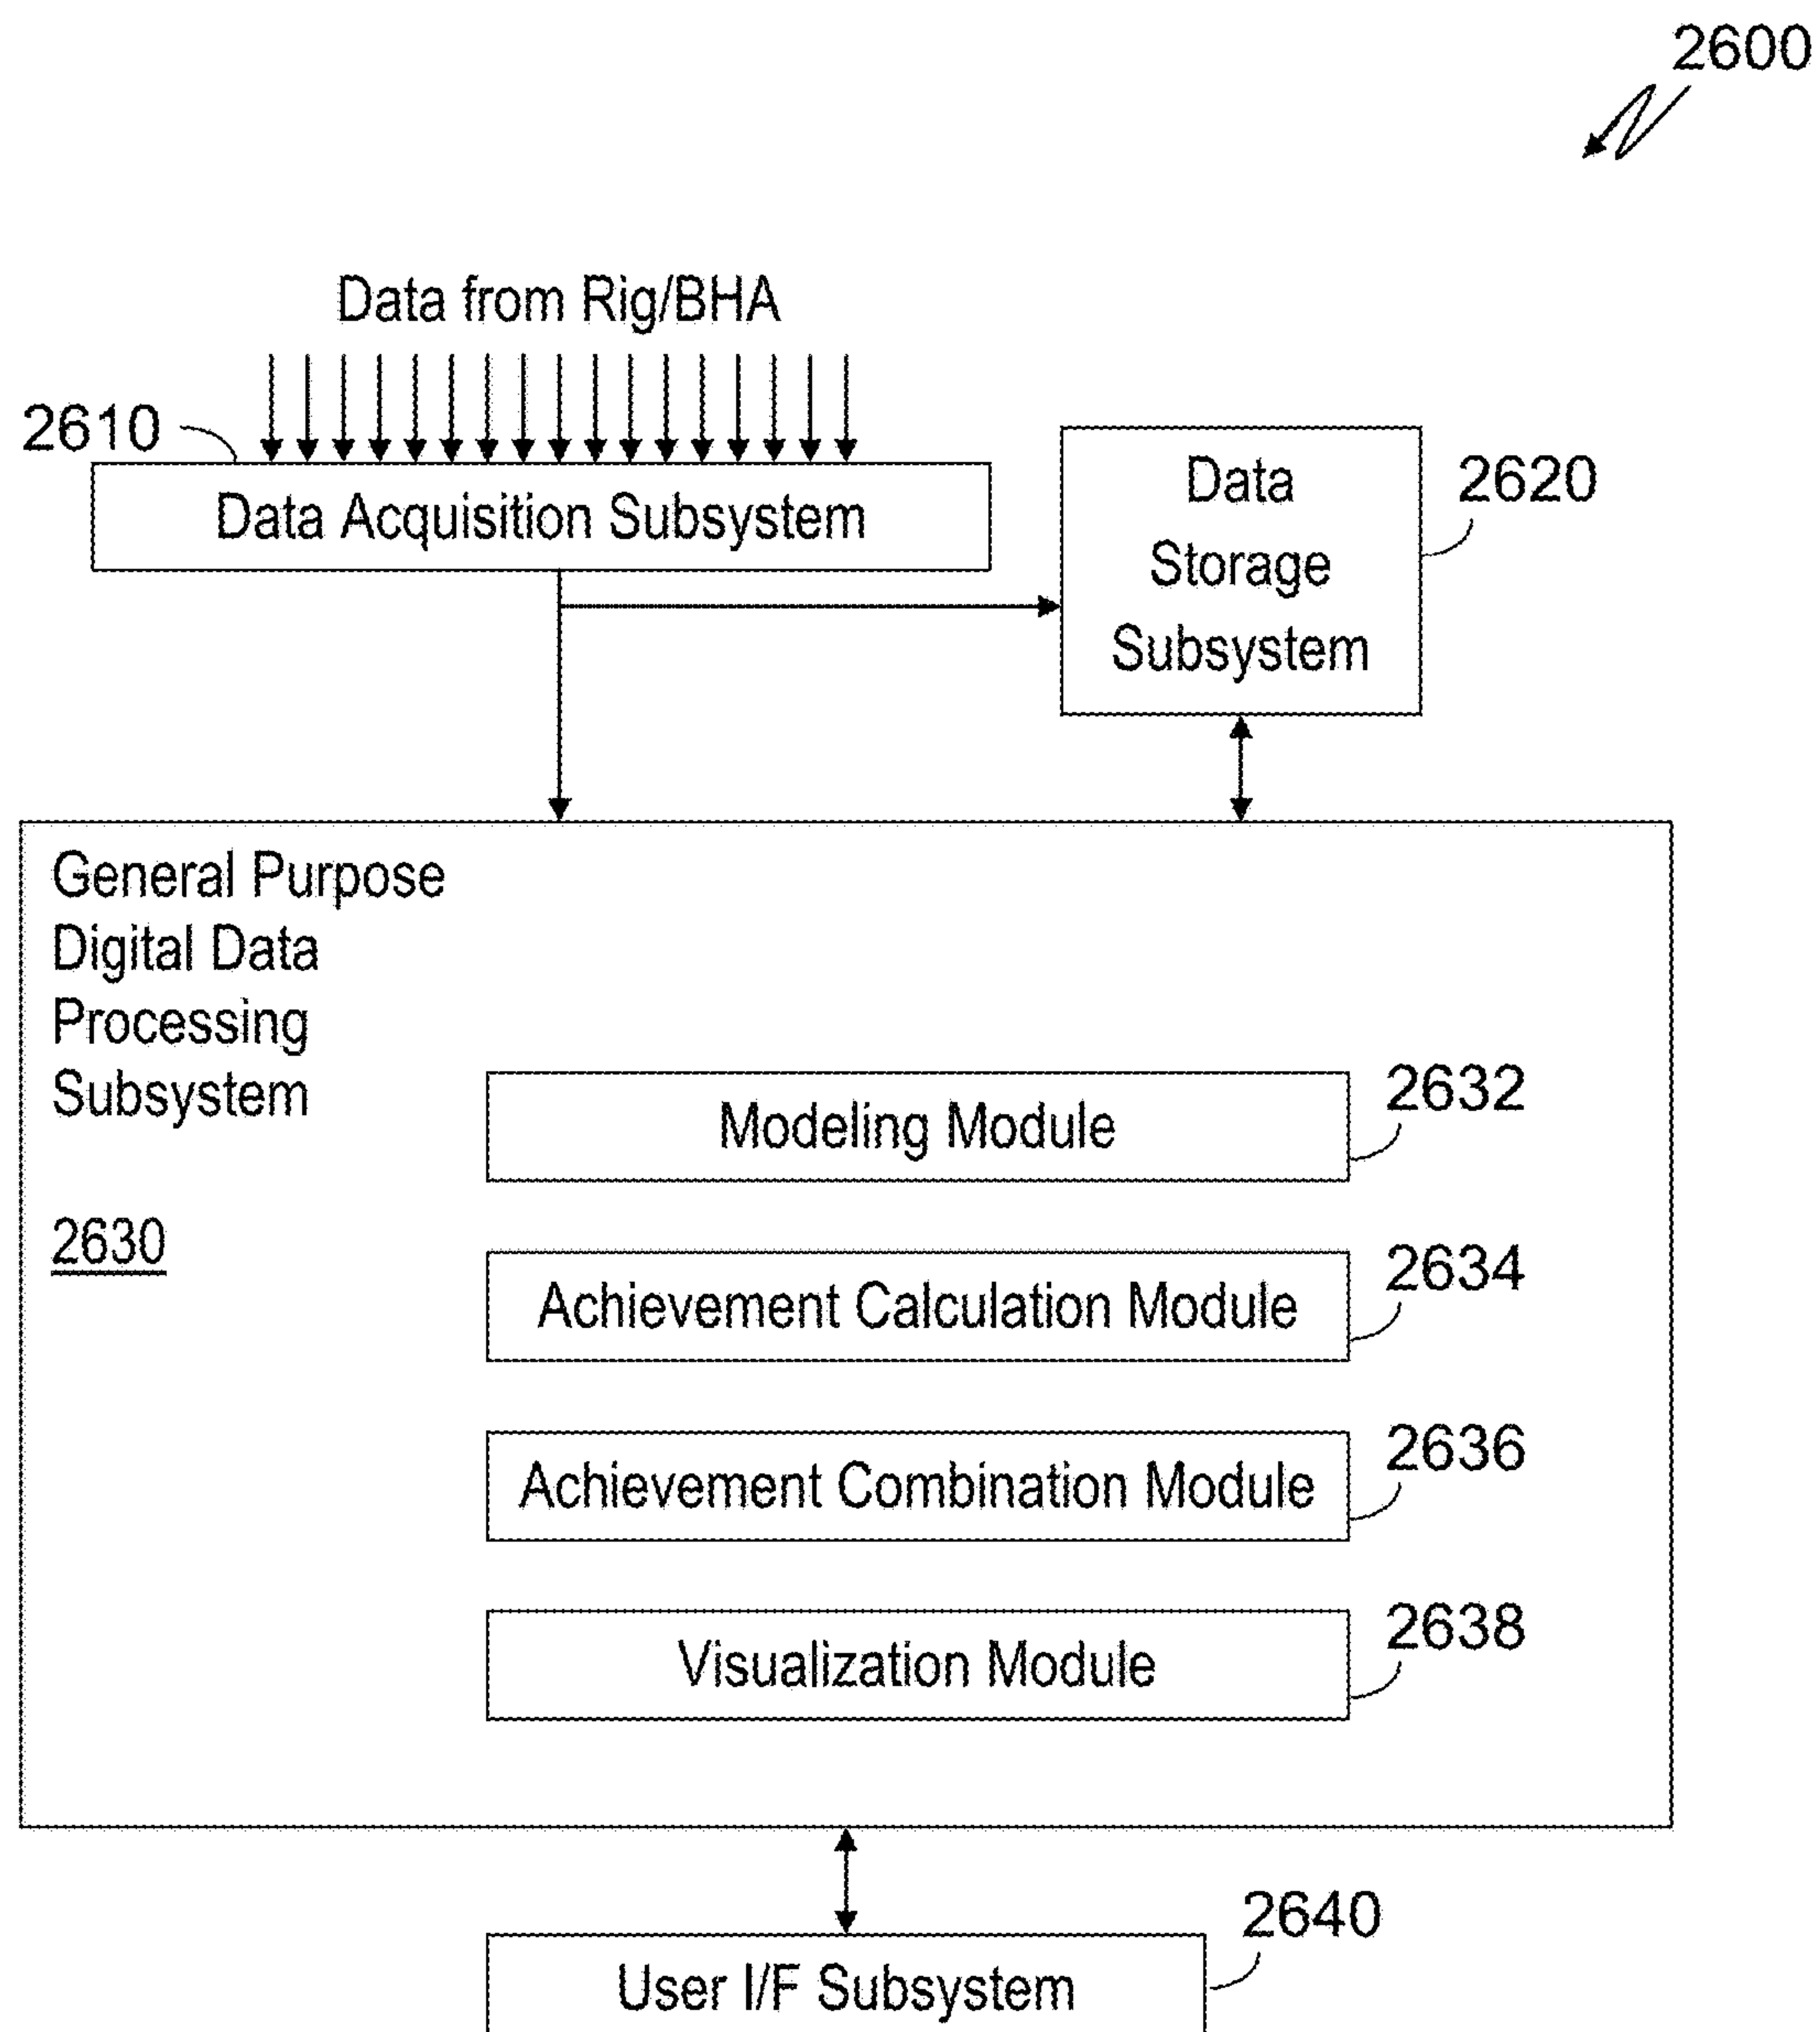 2600
Data from Rig/BHA
2610
Data Acquisition Subsystem
Data
Storage
Subsystem
2620
General Purpose
Digital Data
Processing
Subsystem
2630
Modeling Module
2632
Achievement Calculation Module
2634
Achievement Combination Module
2636
Visualization Module
2638
User I/F Subsystem
2640